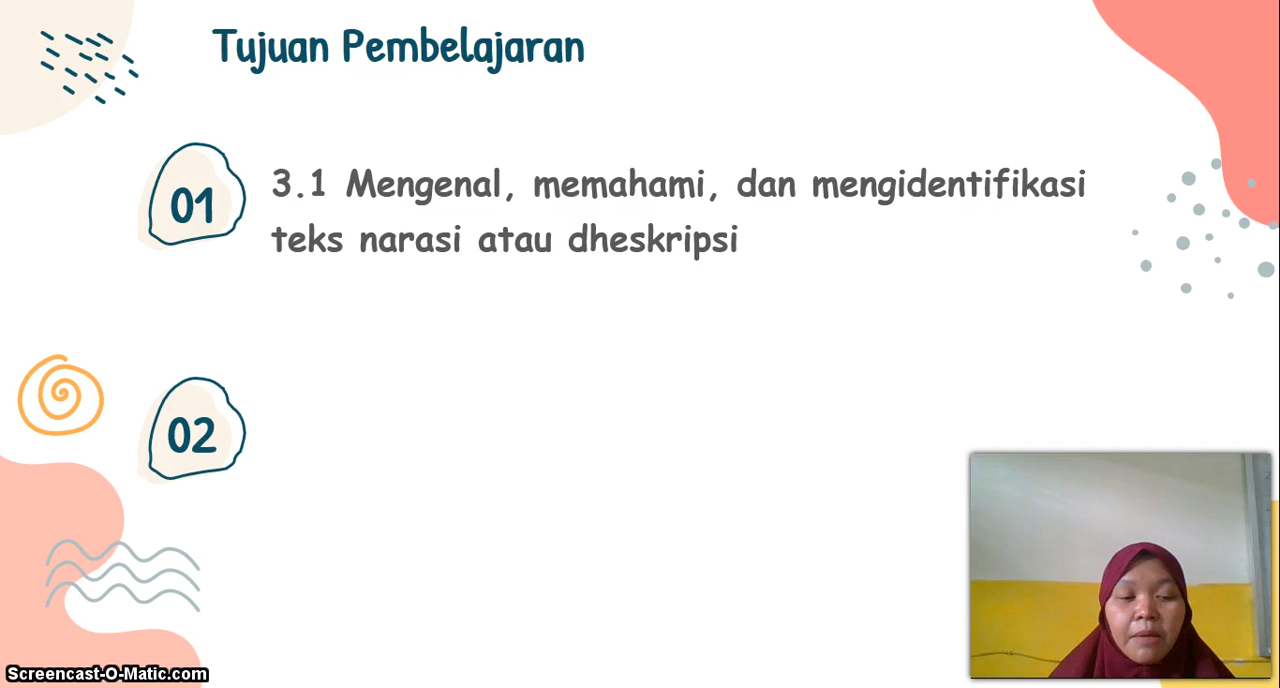 Tujuan Pembelajaran
01
3.1 Mengenal, memahami, dan mengidentifikasi
teks narasi atau dheskripsi
02
Screencast-O-Matic.com